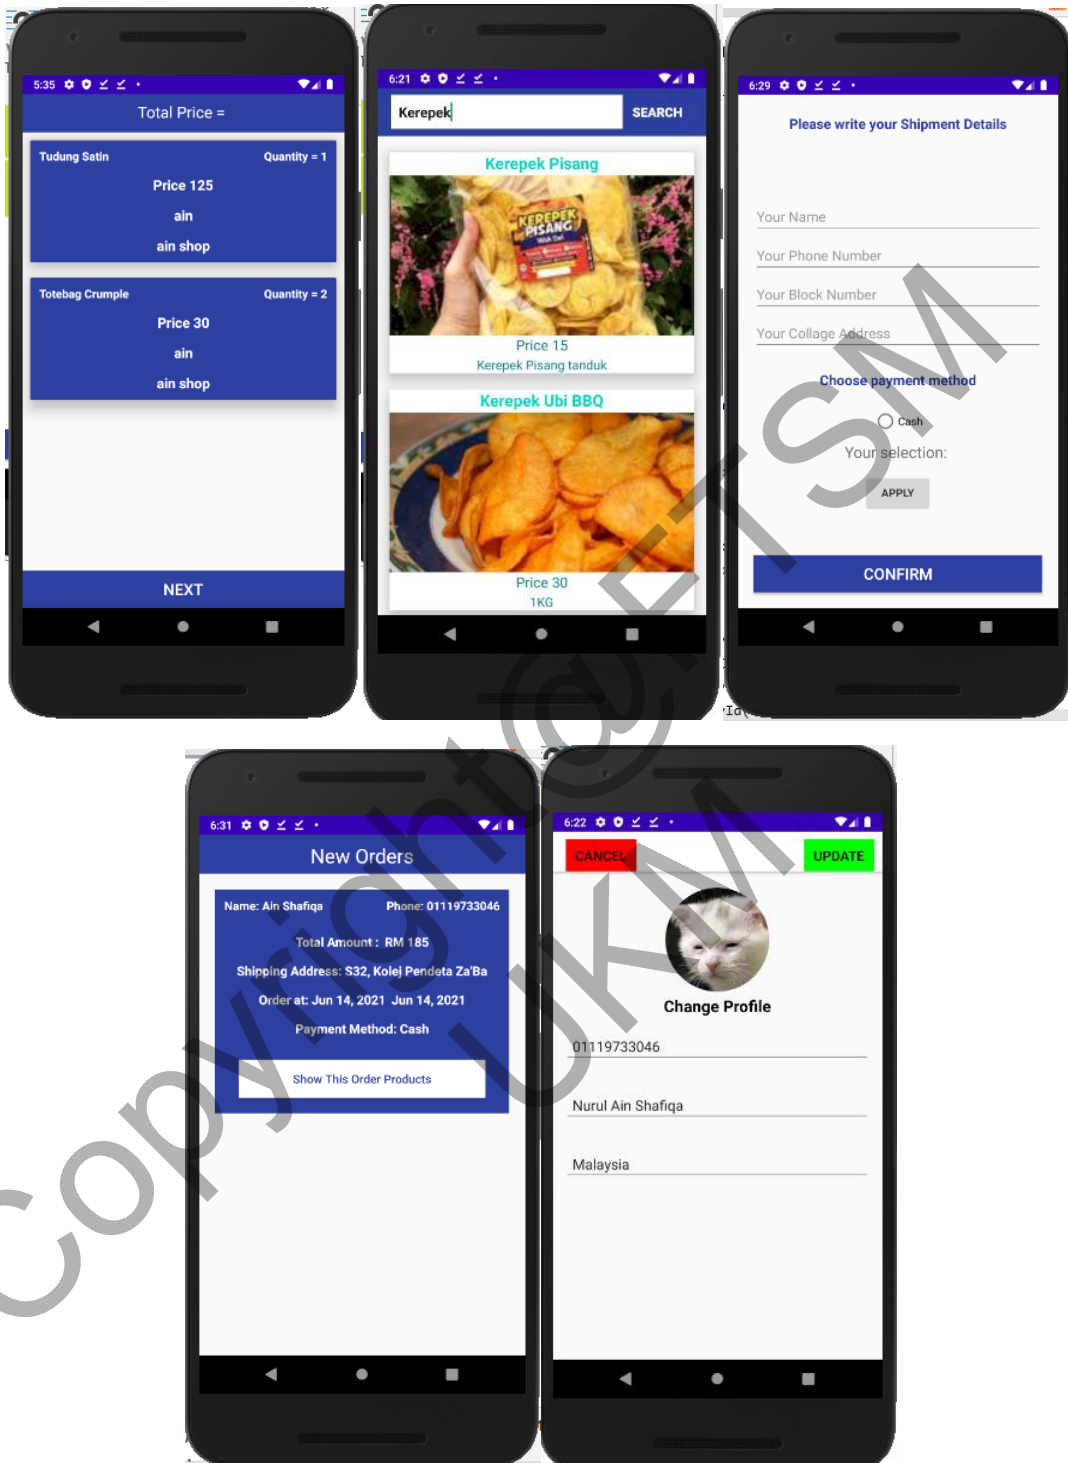 5:35
Total Price =
Tudung Satin Quantity = 1
Price 125
ain
ain shop
Totebag Crumple Quantity = 2
Price 30
ain
ain shop
NEXT
6:21
Kerepek SEARCH
Kerepek Pisang
KEREPEK
PISANG
Price 15
Kerepek Pisang tanduk
Kerepek Ubi BBQ
Price 30
1KG
6:29
Please write your Shipment Details
Your Name
Your Phone Number
Your Block Number
Your Collage Address
Choose payment method
Cash
Your selection:
APPLY
CONFIRM
6:31
New Orders
Name: Ain Shafiqa Phone: 01119733046
Total Amount : RM 185
Shipping Address: S32, Kolej Pendeta Za'Ba
Order at: Jun 14, 2021 Jun 14, 2021
Payment Method: Cash
Show This Order Products
6:22
CANCEL UPDATE
Change Profile
01119733046
Nurul Ain Shafiqa
Malaysia
Copyright@FTSM
UKM